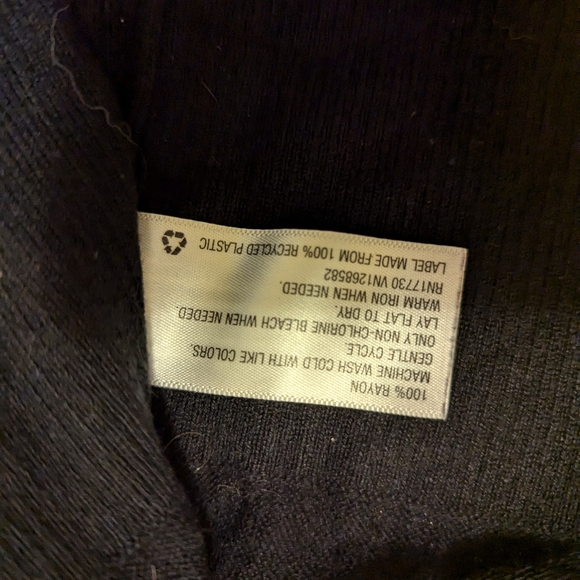 100% RAYON
MACHINE WASH COLD WITH LIKE COLORS.
GENTLE CYCLE.
ONLY NON-CHLORINE BLEACH WHEN NEEDED.
LAY FLAT TO DRY.
WARM IRON WHEN NEEDED.
RN17730 VN1268582
LABEL MADE FROM 100% RECYCLED PLASTIC